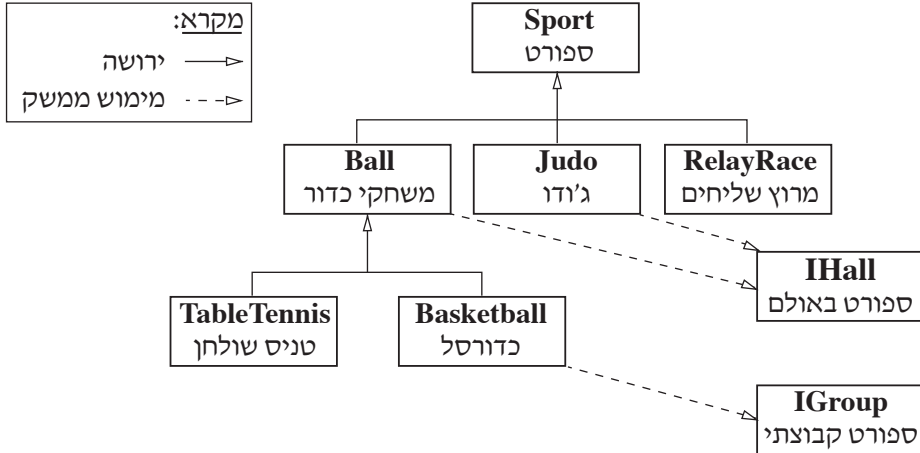 מקרא:
ירושה
מימוש ממשק
Sport
ספורט
Ball
משחקי כדור
Judo
ג'ודו
RelayRace
מרוץ שליחים
IHall
ספורט באולם
TableTennis
טניס שולחן
Basketball
כדורסל
IGroup
ספורט קבוצתי